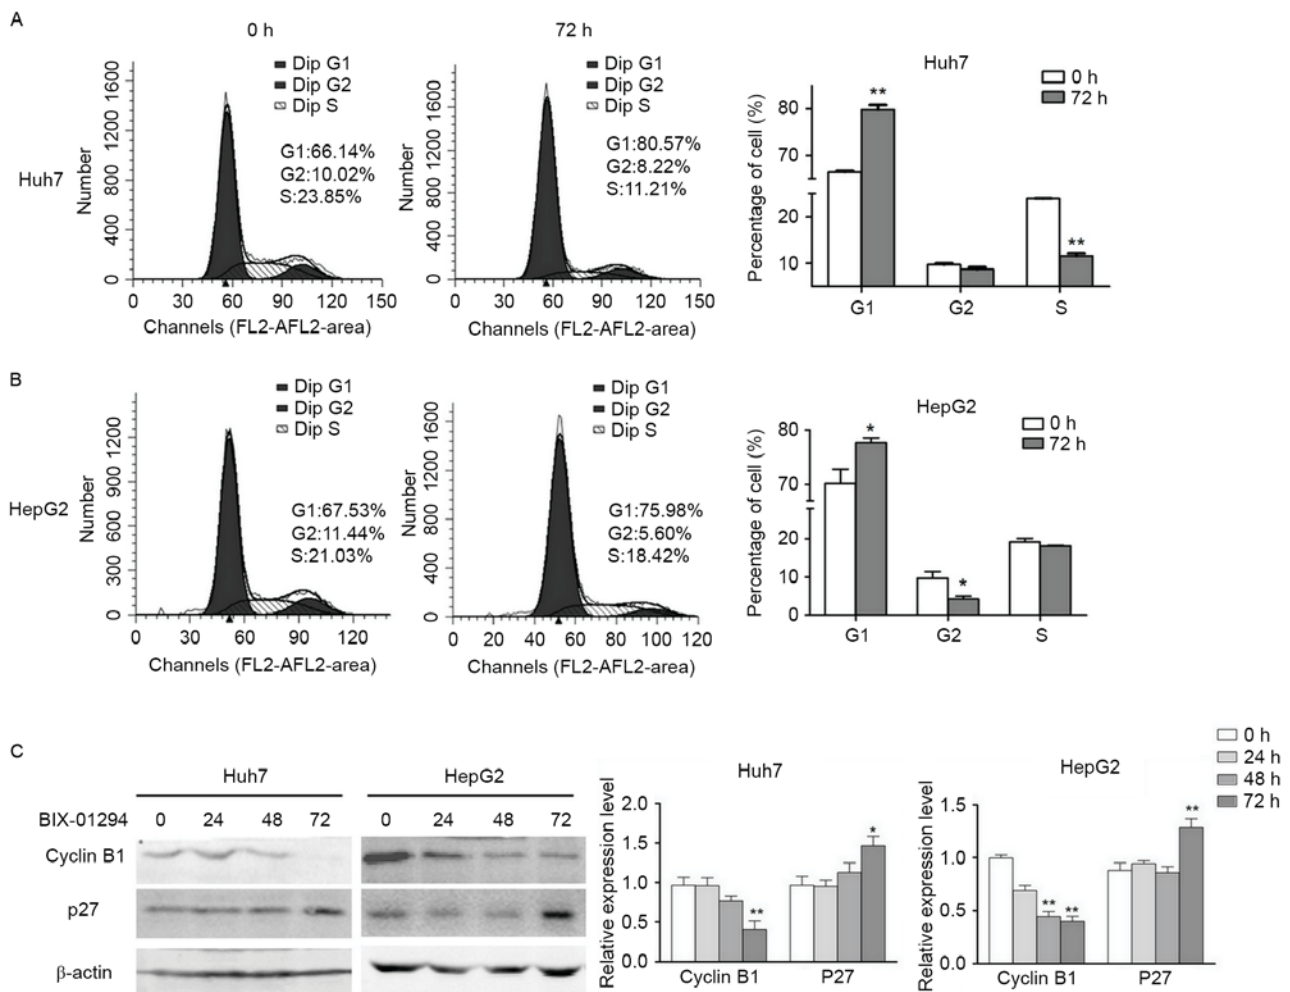 A
0 h
72 h
Dip G1
Dip G2
Dip S
G1:66.14%
G2:10.02%
S:23.85%
Huh7
Number
1600
1200
800
400
0
0 30 60 90 120 150
Channels (FL2-AFL2-area)
Dip G1
Dip G2
Dip S
G1:80.57%
G2:8.22%
S:11.21%
Number
1600
1200
800
400
0
0 30 60 90 120 150
Channels (FL2-AFL2-area)
Huh7
0 h
72 h
Percentage of cell (%)
80
70
20
10
** **
G1 G2 S
B
Dip G1
Dip G2
Dip S
G1:67.53%
G2:11.44%
S:21.03%
HepG2
Number
1200
900
600
300
0
0 30 60 90 120
Channels (FL2-AFL2-area)
Dip G1
Dip G2
Dip S
G1:75.98%
G2:5.60%
S:18.42%
Number
1600
1200
800
400
0
0 20 40 60 80 100 120
Channels (FL2-AFL2-area)
HepG2
0 h
72 h
Percentage of cell (%)
80
70
20
10
0
* *
G1 G2 S
C
Huh7 HepG2
BIX-01294 0 24 48 72 0 24 48 72
Cyclin B1
p27
β-actin
Huh7
Relative expression level
2.0
1.5
1.0
0.5
0.0
** *
Cyclin B1 P27
HepG2
0 h
24 h
48 h
72 h
Relative expression level
1.5
1.0
0.5
0.0
** ** **
Cyclin B1 P27